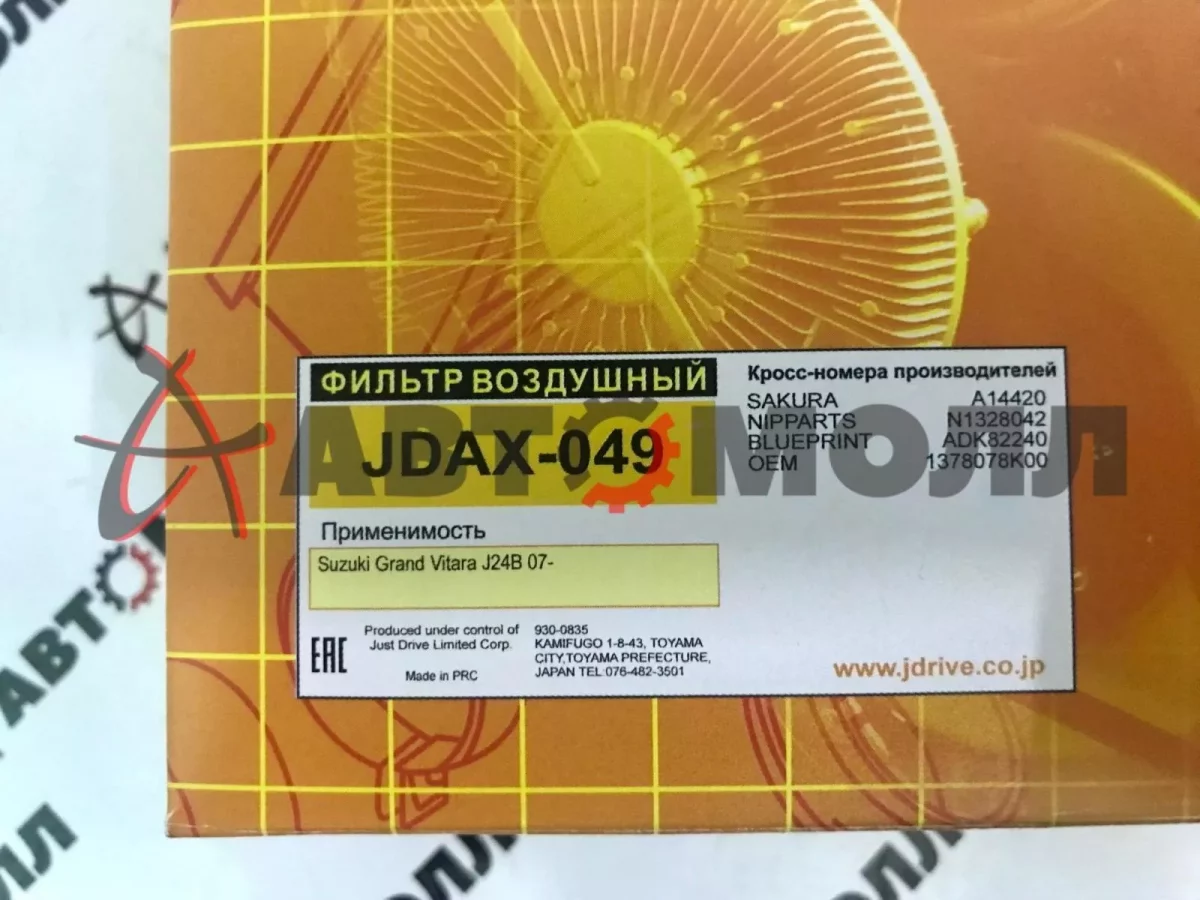 ФИЛЬТР ВОЗДУШНЫЙ
JDAX-049
Применимость
Suzuki Grand Vitara J24B 07-
Кросс-номера производителей
SAKURA A14420
NIPPARTS N1328042
BLUEPRINT ADK82240
OEM 1378078K00
EAC
Produced under control of
Just Drive Limited Corp.
Made in PRC
930-0835
KAMIFUGO 1-8-43, TOYAMA
CITY,TOYAMA PREFECTURE,
JAPAN TEL:076-482-3501
www.jdrive.co.jp
АВТОМОЛЛ